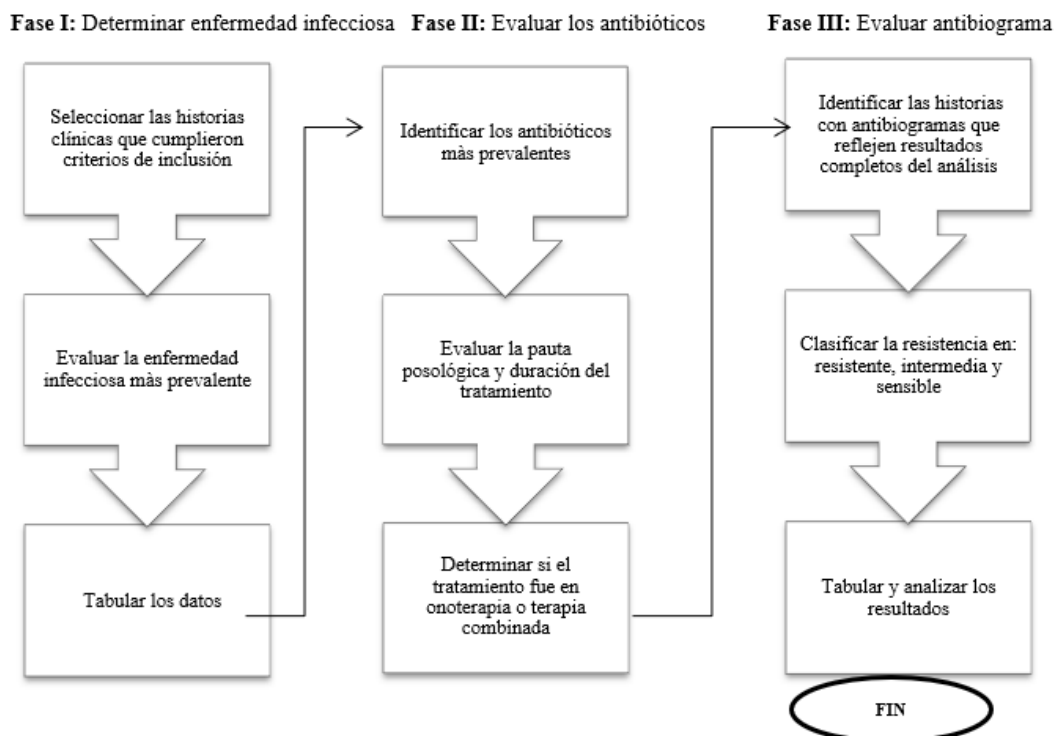 Fase I: Determinar enfermedad infecciosa
Seleccionar las historias
clínicas que cumplieron
criterios de inclusión
Evaluar la enfermedad
infecciosa màs prevalente
Tabular los datos
Fase II: Evaluar los antibióticos
Identificar los antibióticos
màs prevalentes
Evaluar la pauta
posológica y duración del
tratamiento
Determinar si el
tratamiento fue en
onoterapia o terapia
combinada
Fase III: Evaluar antibiograma
Identificar las historias
con antibiogramas que
reflejen resultados
completos del análisis
Clasificar la resistencia en:
resistente, intermedia y
sensible
Tabular y analizar los
resultados
FIN